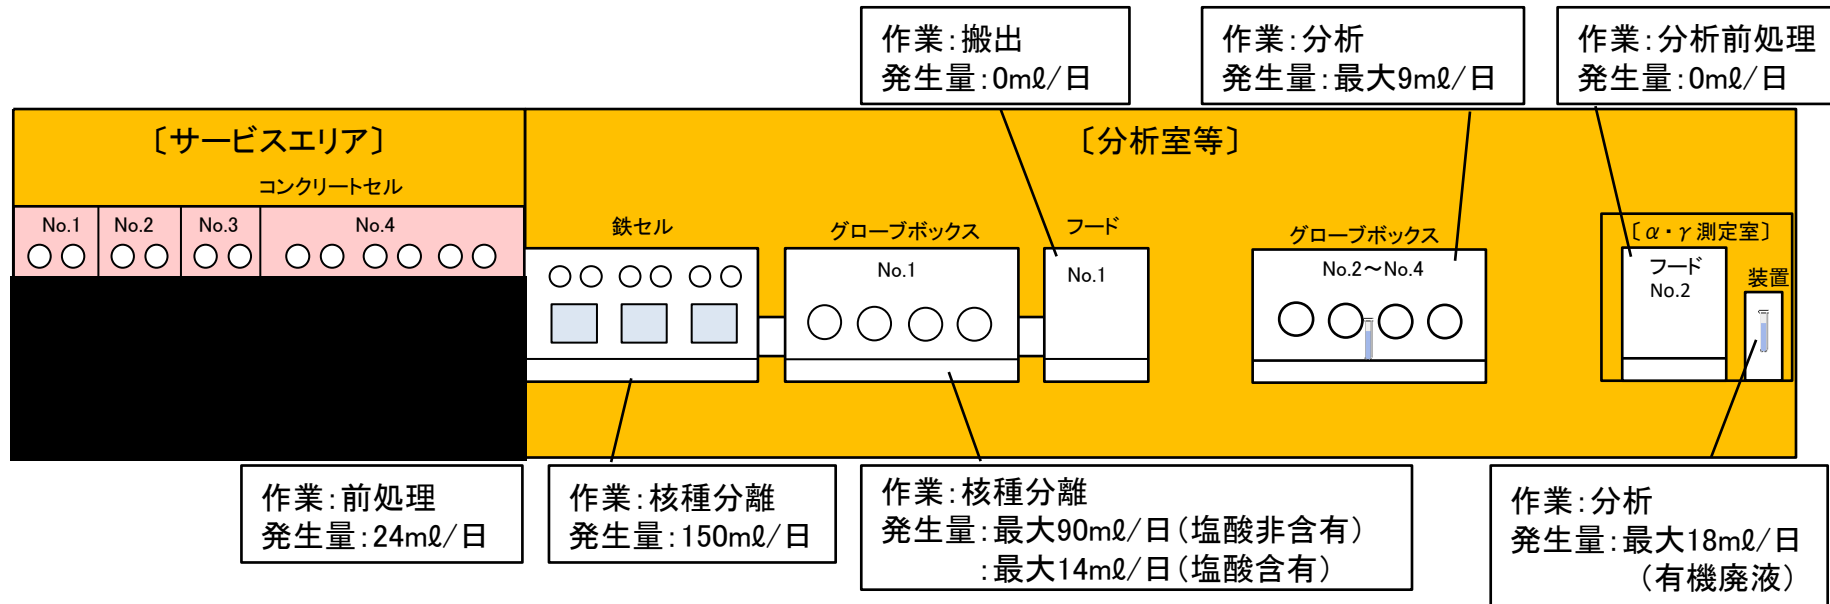 作業:搬出
発生量:0mℓ/日
作業:分析
発生量:最大9mℓ/日
作業:分析前処理
発生量:0mℓ/日
〔サービスエリア〕
〔分析室等〕
コンクリートセル
No.1
No.2
No.3
No.4
鉄セル
グローブボックス
No.1
フード
No.1
グローブボックス
No.2～No.4
〔α・γ測定室〕
フード
No.2
装置
作業:前処理
発生量:24mℓ/日
作業:核種分離
発生量:150mℓ/日
作業:核種分離
発生量:最大90mℓ/日(塩酸非含有)
:最大14mℓ/日(塩酸含有)
作業:分析
発生量:最大18mℓ/日
(有機廃液)